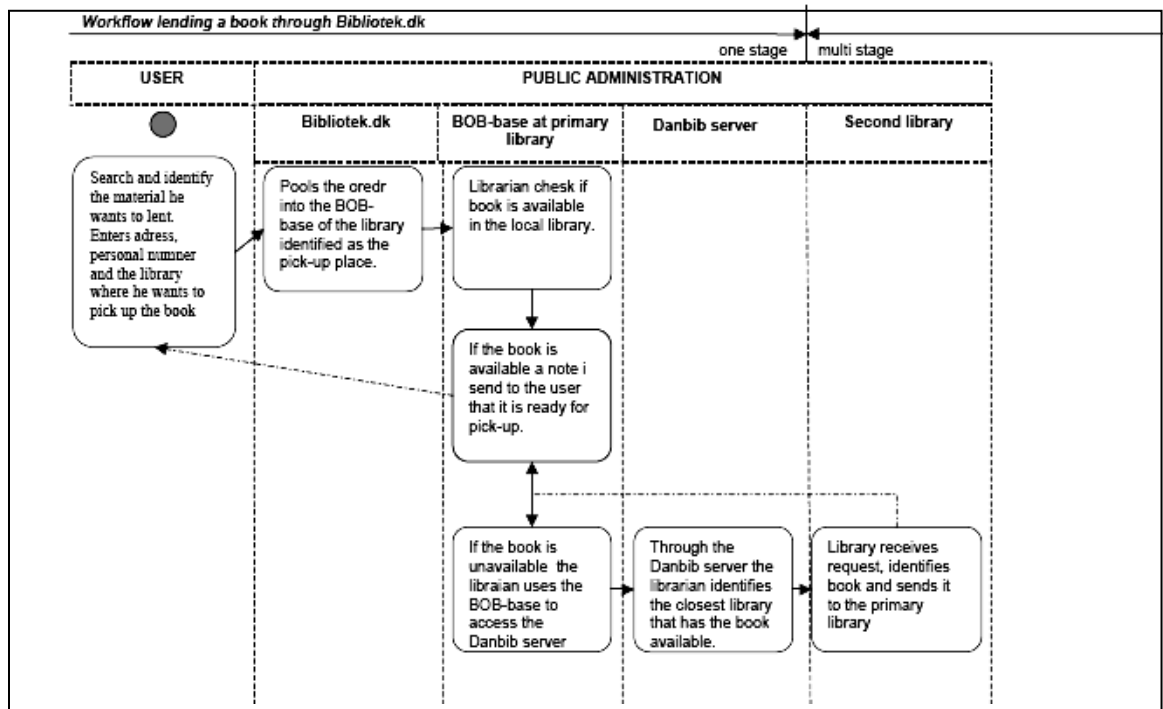 Workflow lending a book through Bibliotek.dk
one stage
multi stage
USER
PUBLIC ADMINISTRATION
Bibliotek.dk
BOB-base at primary
library
Danbib server
Second library
Search and identify
the material he
wants to lent.
Enters adress,
personal numner
and the library
where he wants to
pick up the book
Pools the oredr
into the BOB-
base of the library
identified as the
pick-up place.
Librarian chesk if
book is available
in the local library.
If the book is
available a note i
send to the user
that it is ready for
pick-up.
If the book is
unavailable the
libraian uses the
BOB-base to
access the
Danbib server
Through the
Danbib server the
librarian identifies
the closest library
that has the book
available.
Library receives
request, identifies
book and sends it
to the primary
library